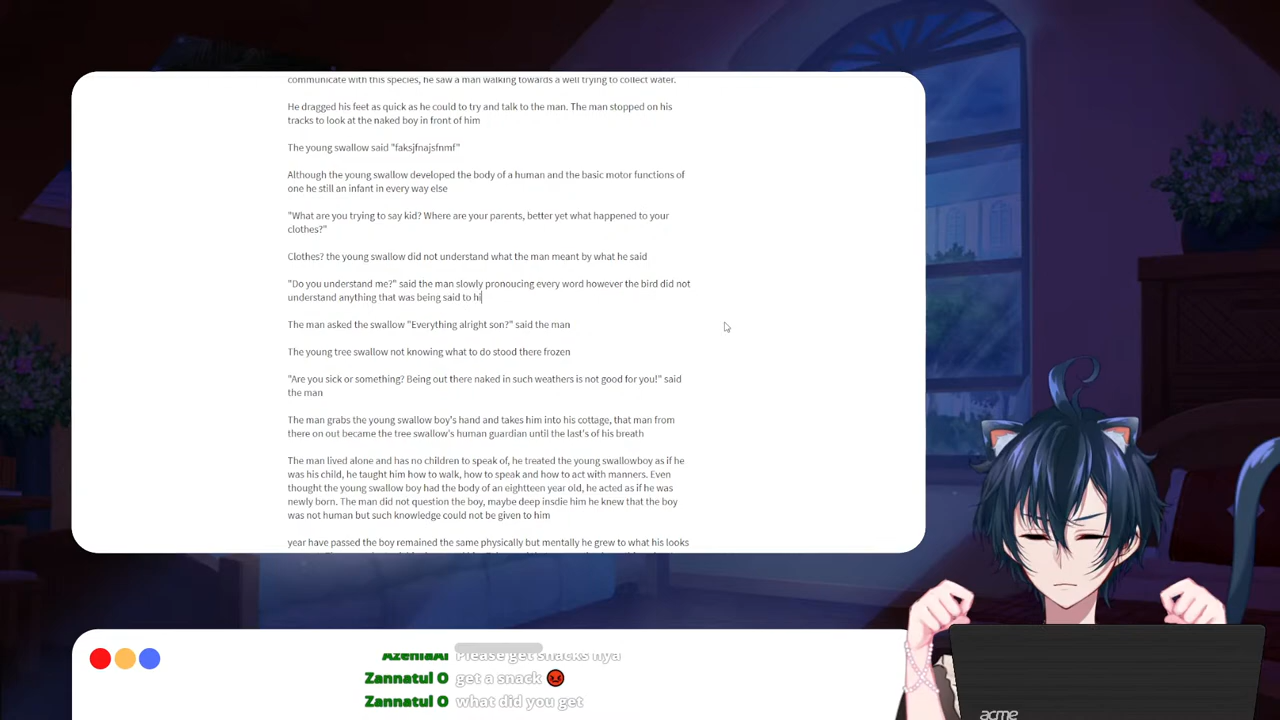 communicate with this species, he saw a man walking towards a well trying to collect water.
He dragged his feet as quick as he could to try and talk to the man. The man stopped on his
tracks to look at the naked boy in front of him
The young swallow said "faksjfnajsfnmf"
Although the young swallow developed the body of a human and the basic motor functions of
one he still an infant in every way else
"What are you trying to say kid? Where are your parents, better yet what happened to your
clothes?"
Clothes? the young swallow did not understand what the man meant by what he said
"Do you understand me?" said the man slowly pronoucing every word however the bird did not
understand anything that was being said to hi
The man asked the swallow "Everything alright son?" said the man
The young tree swallow not knowing what to do stood there frozen
"Are you sick or something? Being out there naked in such weathers is not good for you!" said
the man
The man grabs the young swallow boy's hand and takes him into his cottage, that man from
there on out became the tree swallow's human guardian until the last's of his breath
The man lived alone and has no children to speak of, he treated the young swallowboy as if he
was his child, he taught him how to walk, how to speak and how to act with manners. Even
thought the young swallow boy had the body of an eightteen year old, he acted as if he was
newly born. The man did not question the boy, maybe deep insdie him he knew that the boy
was not human but such knowledge could not be given to him
year have passed the boy remained the same physically but mentally he grew to what his looks
AzeniaAi Please get snacks nya
Zannatul O get a snack 😡
Zannatul O what did you get
acme